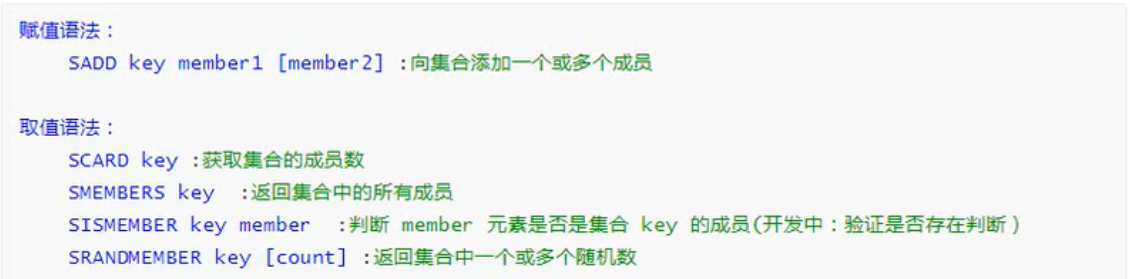 赋值语法：
SADD key member1 [member2] :向集合添加一个或多个成员
取值语法：
SCARD key :获取集合的成员数
SMEMBERS key  :返回集合中的所有成员
SISMEMBER key member  :判断 member 元素是否是集合 key 的成员(开发中：验证是否存在判断）
SRANDMEMBER key [count] :返回集合中一个或多个随机数